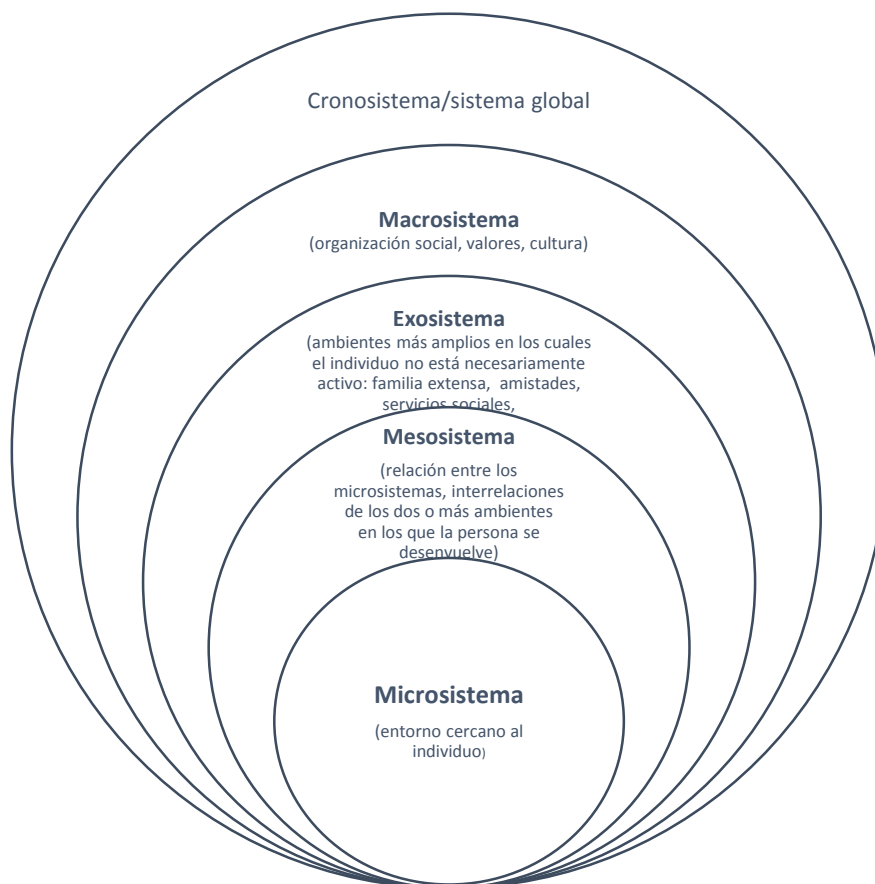 Cronosistema/sistema global
Macrosistema
(organización social, valores, cultura)
Exosistema
(ambientes más amplios en los cuales
el individuo no está necesariamente
activo: familia extensa,  amistades,
servicios sociales,
Mesosistema
(relación entre los
microsistemas, interrelaciones
de los dos o más ambientes
en los que la persona se
desenvuelve)
Microsistema
(entorno cercano al
individuo)